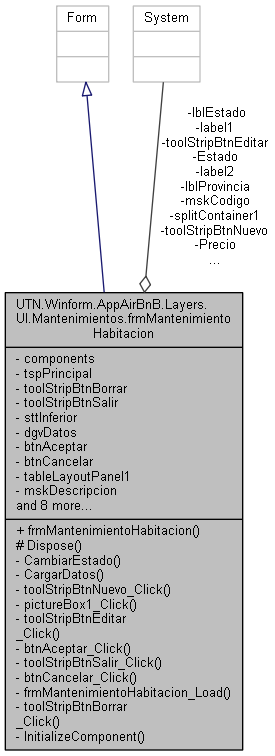 Form
System
-lblEstado
-label1
-toolStripBtnEditar
-Estado
-label2
-lblProvincia
-mskCodigo
-splitContainer1
-toolStripBtnNuevo
-Precio
...
UTN.Winform.AppAirBnB.Layers.
UI.Mantenimientos.frmMantenimiento
Habitacion
- components
- tspPrincipal
- toolStripBtnBorrar
- toolStripBtnSalir
- sttInferior
- dgvDatos
- btnAceptar
- btnCancelar
- tableLayoutPanel1
- mskDescripcion
and 8 more...
+ frmMantenimientoHabitacion()
# Dispose()
- CambiarEstado()
- CargarDatos()
- toolStripBtnNuevo_Click()
- pictureBox1_Click()
- toolStripBtnEditar
_Click()
- btnAceptar_Click()
- toolStripBtnSalir_Click()
- btnCancelar_Click()
- frmMantenimientoHabitacion_Load()
- toolStripBtnBorrar
_Click()
- InitializeComponent()